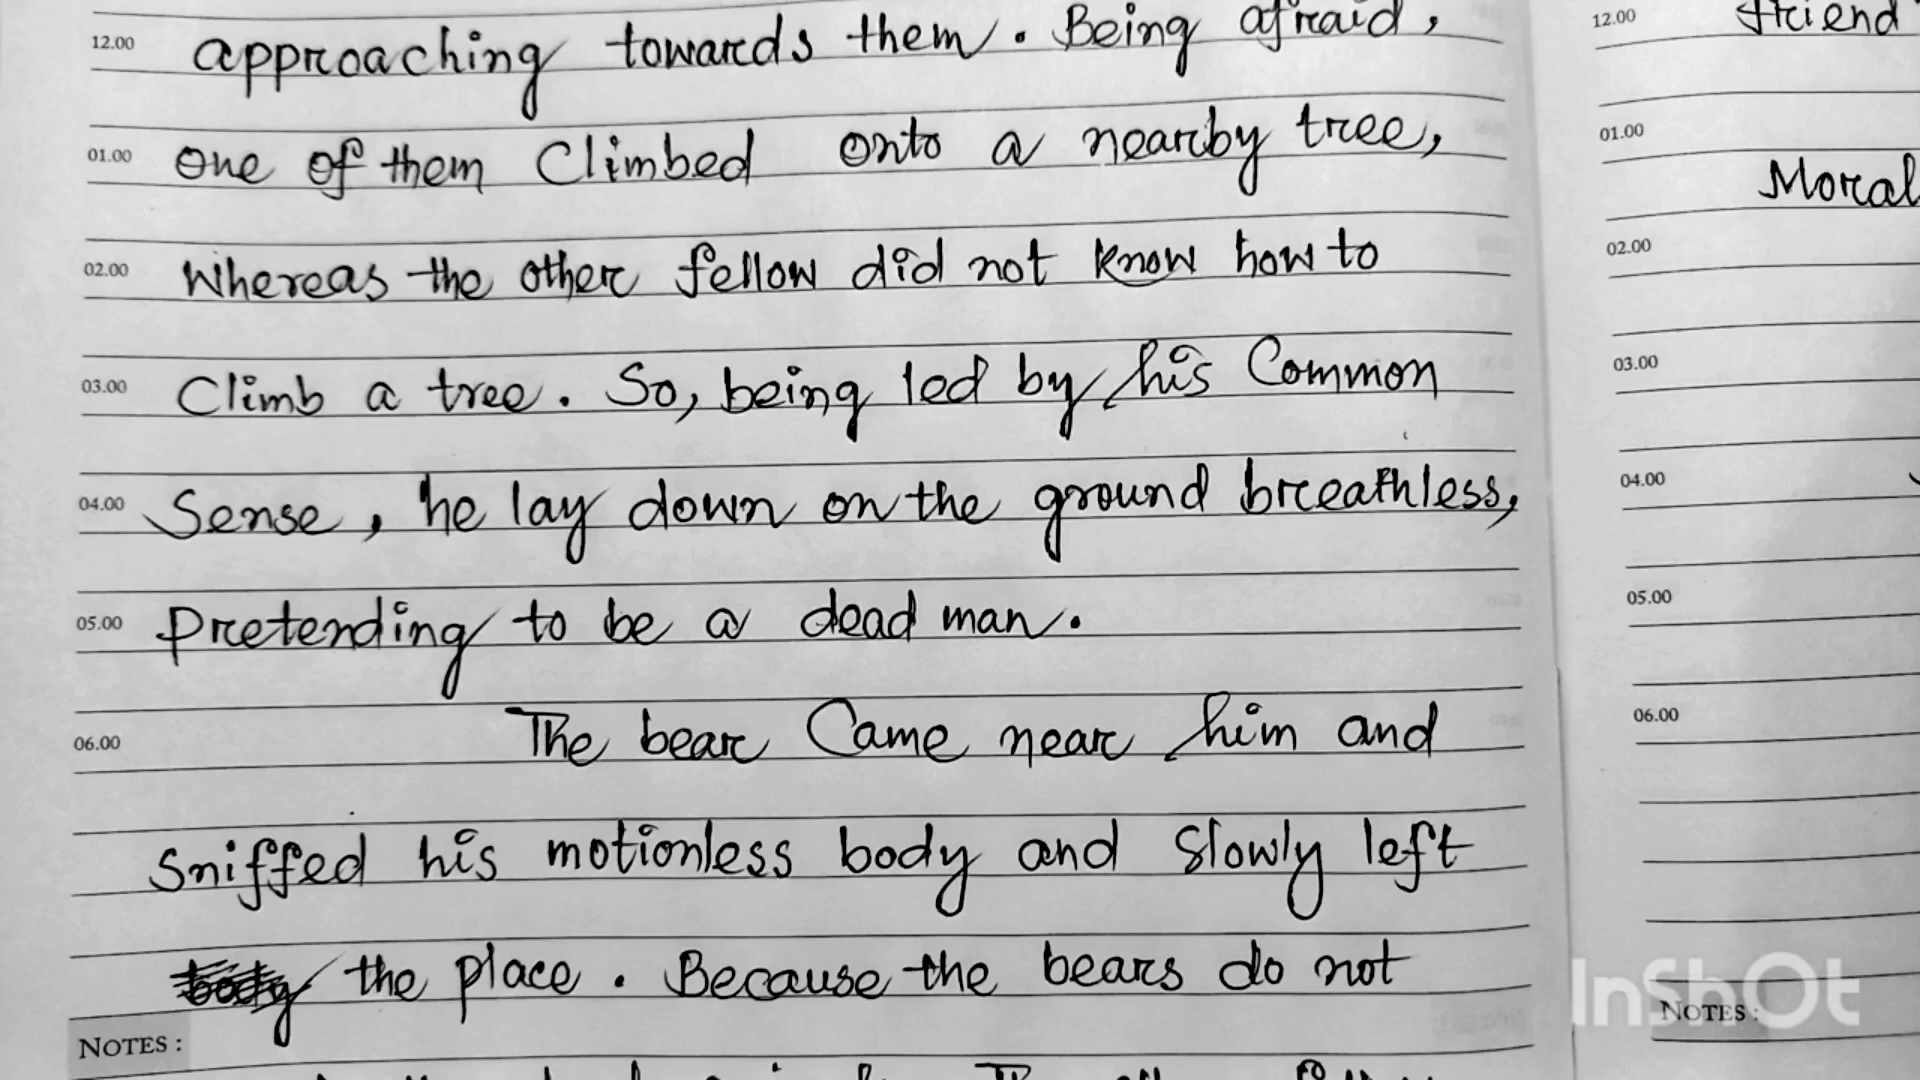 12.00 approaching towards them. Being afraid,
01.00 one of them Climbed onto a nearby tree,
02.00 Whereas the other fellow did not know how to
03.00 Climb a tree. So, being led by his Common
04.00 Sense, he lay down on the ground breathless,
05.00 Pretending to be a dead man.
06.00 The bear Came near him and
Sniffed his motionless body and Slowly left
the place. Because the bears do not
NOTES :
12.00 friend
01.00
Moral
02.00
03.00
04.00
05.00
06.00
NOTES :
InShOt